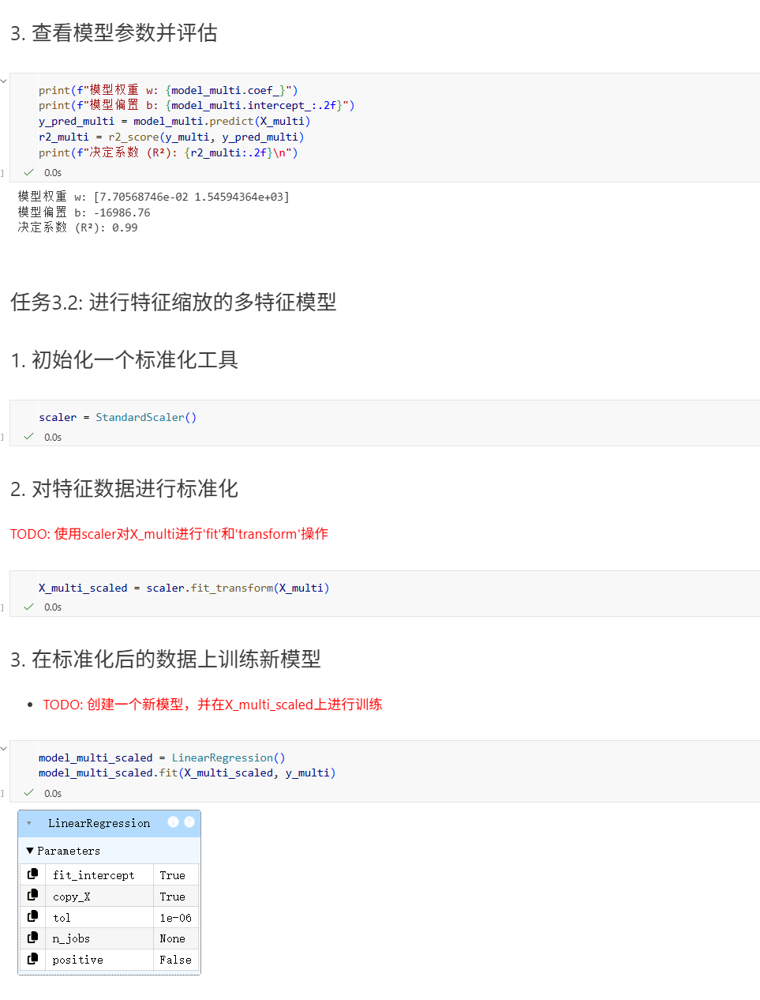 3. 查看模型参数并评估
print(f"模型权重 w: {model_multi.coef_}")
print(f"模型偏置 b: {model_multi.intercept_:.2f}")
y_pred_multi = model_multi.predict(X_multi)
r2_multi = r2_score(y_multi, y_pred_multi)
print(f"决定系数 (R²): {r2_multi:.2f}\n")
] 0.0s
模型权重 w: [7.70568746e-02 1.54594364e+03]
模型偏置 b: -16986.76
决定系数 (R²): 0.99
任务3.2: 进行特征缩放的多特征模型
1. 初始化一个标准化工具
scaler = StandardScaler()
] 0.0s
2. 对特征数据进行标准化
TODO: 使用scaler对X_multi进行'fit'和'transform'操作
X_multi_scaled = scaler.fit_transform(X_multi)
] 0.0s
3. 在标准化后的数据上训练新模型
• TODO: 创建一个新模型，并在X_multi_scaled上进行训练
model_multi_scaled = LinearRegression()
model_multi_scaled.fit(X_multi_scaled, y_multi)
] 0.0s
LinearRegression i ?
Parameters
fit_intercept True
copy_X True
tol 1e-06
n_jobs None
positive False